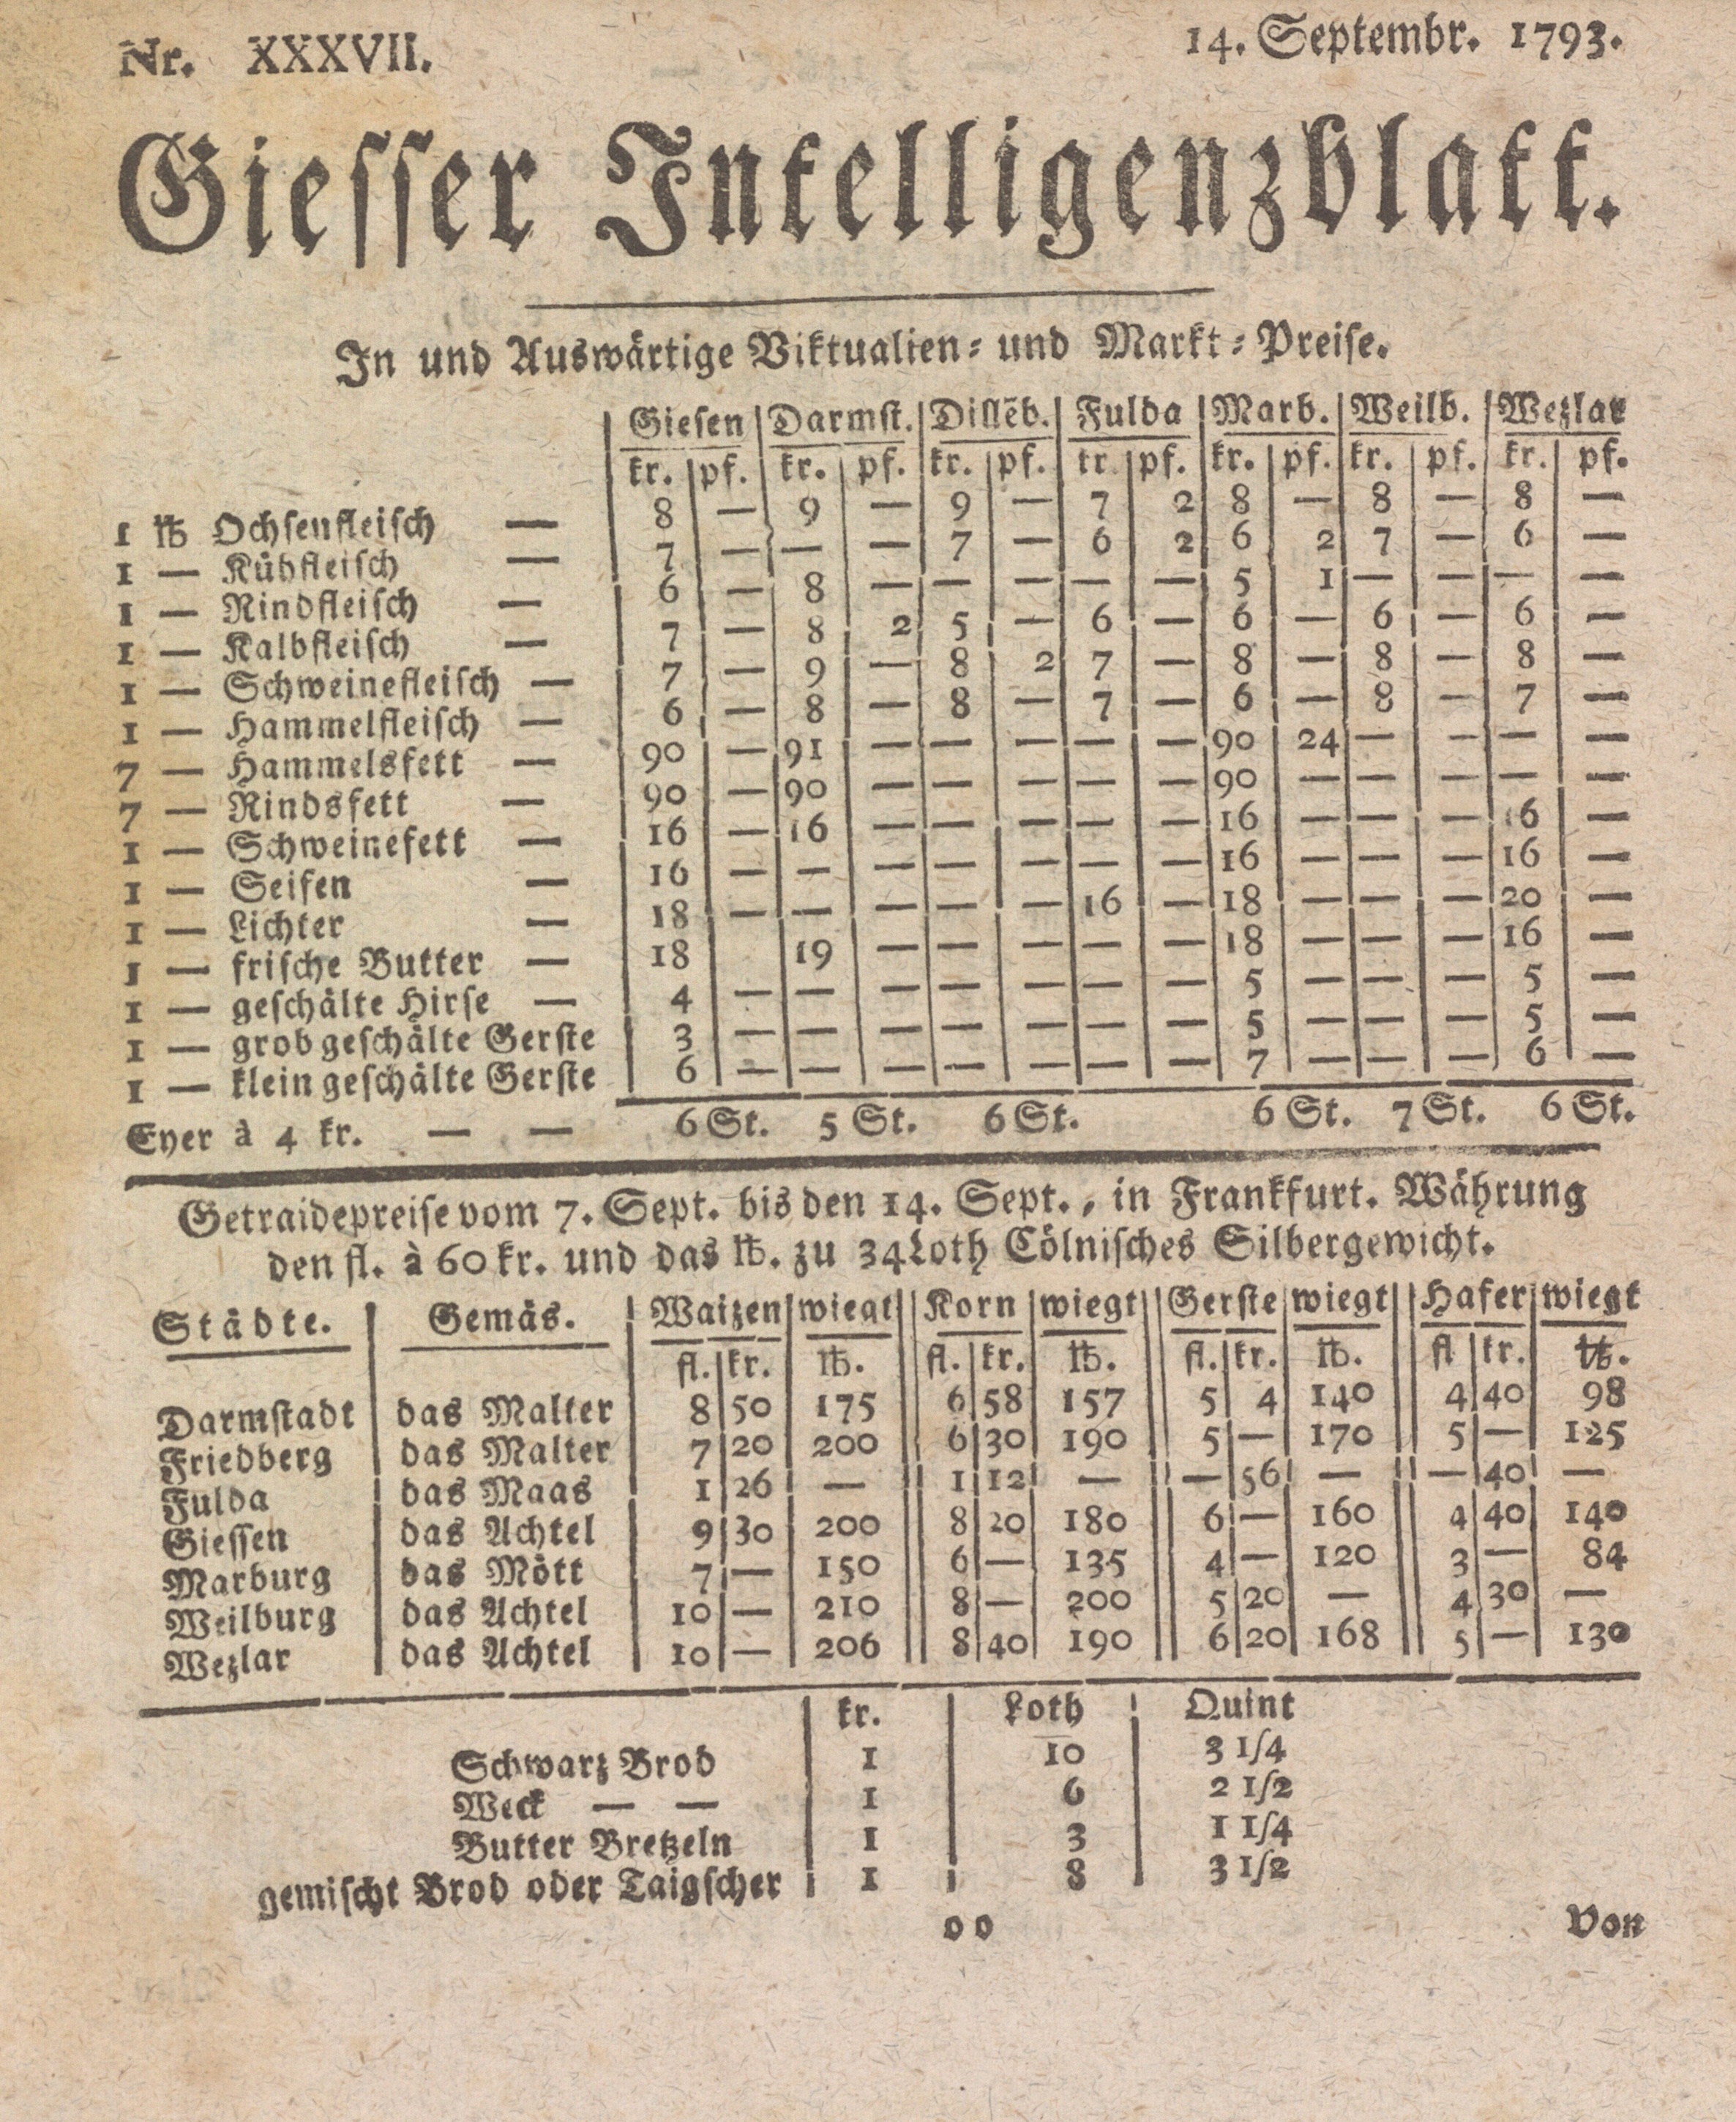 Nr. XXXVII. 14. Septembr. 1793.
Giesser Intelligenzblatt.
In und Auswärtige Viktualien- und Markt-Preise.
Giesen | Darmst. | Dillēb. | Fulda | Marb. | Weilb. | Wezlar
kr. | pf. | kr. | pf. | kr. | pf. | kr | pf. | kr. | pf. | kr. | pf. | kr. | pf.
1 ℔ Ochsenfleisch — 8 | — | 9 | — | 9 | — | 7 | 2 | 8 | — | 8 | — | 8 | —
1 — Kühfleisch — 7 | — | — | — | 7 | — | 6 | 2 | 6 | 2 | 7 | — | 6 | —
1 — Rindfleisch — 6 | — | 8 | — | — | — | — | — | 5 | 1 | — | — | — | —
1 — Kalbfleisch — 7 | — | 8 | 2 | 5 | — | 6 | — | 6 | — | 6 | — | 6 | —
1 — Schweinefleisch — 7 | — | 9 | — | 8 | 2 | 7 | — | 8 | — | 8 | — | 8 | —
1 — Hammelfleisch — 6 | — | 8 | — | 8 | — | 7 | — | 6 | — | 8 | — | 7 | —
7 — Hammelsfett — 90 | — | 91 | — | — | — | — | — | 90 | 24 | — | — | — | —
7 — Rindsfett — 90 | — | 90 | — | — | — | — | — | 90 | — | — | — | — | —
1 — Schweinefett — 16 | — | 16 | — | — | — | — | — | 16 | — | — | — | 16 | —
1 — Seifen — 16 | — | — | — | — | — | — | — | 16 | — | — | — | 16 | —
1 — Lichter — 18 | — | — | — | — | — | 16 | — | 18 | — | — | — | 20 | —
1 — frische Butter — 18 | | 19 | — | — | — | — | — | 18 | — | — | — | 16 | —
1 — geschälte Hirse — 4 | — | — | — | — | — | — | — | 5 | — | — | — | 5 | —
1 — grob geschälte Gerste 3 | — | — | — | — | — | — | — | 5 | — | — | — | 5 | —
1 — klein geschälte Gerste 6 | — | — | — | — | — | — | — | 7 | — | — | — | 6 | —
Eyer à 4 kr. — — 6 St. 5 St. 6 St. 6 St. 7 St. 6 St.
Getraidepreise vom 7. Sept. bis den 14. Sept., in Frankfurt. Währung
den fl. à 60 kr. und das ℔. zu 34 Loth Cölnisches Silbergewicht.
Städte. | Gemäs. | Waizen | wiegt || Korn | wiegt || Gerste | wiegt || Hafer | wiegt
fl. | kr. | ℔. | fl. | kr. | ℔. | fl. | kr. | ℔. | fl | kr. | ℔.
Darmstadt | das Malter | 8 | 50 | 175 || 6 | 58 | 157 || 5 | 4 | 140 || 4 | 40 | 98
Friedberg | das Malter | 7 | 20 | 200 || 6 | 30 | 190 || 5 | — | 170 || 5 | — | 125
Fulda | das Maas | 1 | 26 | — || 1 | 12 | — || — | 56 | — || — | 40 | —
Giessen | das Achtel | 9 | 30 | 200 || 8 | 20 | 180 || 6 | — | 160 || 4 | 40 | 140
Marburg | das Mött | 7 | — | 150 || 6 | — | 135 || 4 | — | 120 || 3 | — | 84
Weilburg | das Achtel | 10 | — | 210 || 8 | — | 200 || 5 | 20 | — || 4 | 30 | —
Wezlar | das Achtel | 10 | — | 206 || 8 | 40 | 190 || 6 | 20 | 168 || 5 | — | 130
kr. | Loth | Quint
Schwarz Brod | 1 | 10 | 3 1/4
Weck — — | 1 | 6 | 2 1/2
Butter Bretzeln | 1 | 3 | 1 1/4
gemischt Brod oder Taigscher | 1 | 8 | 3 1/2
oo Von